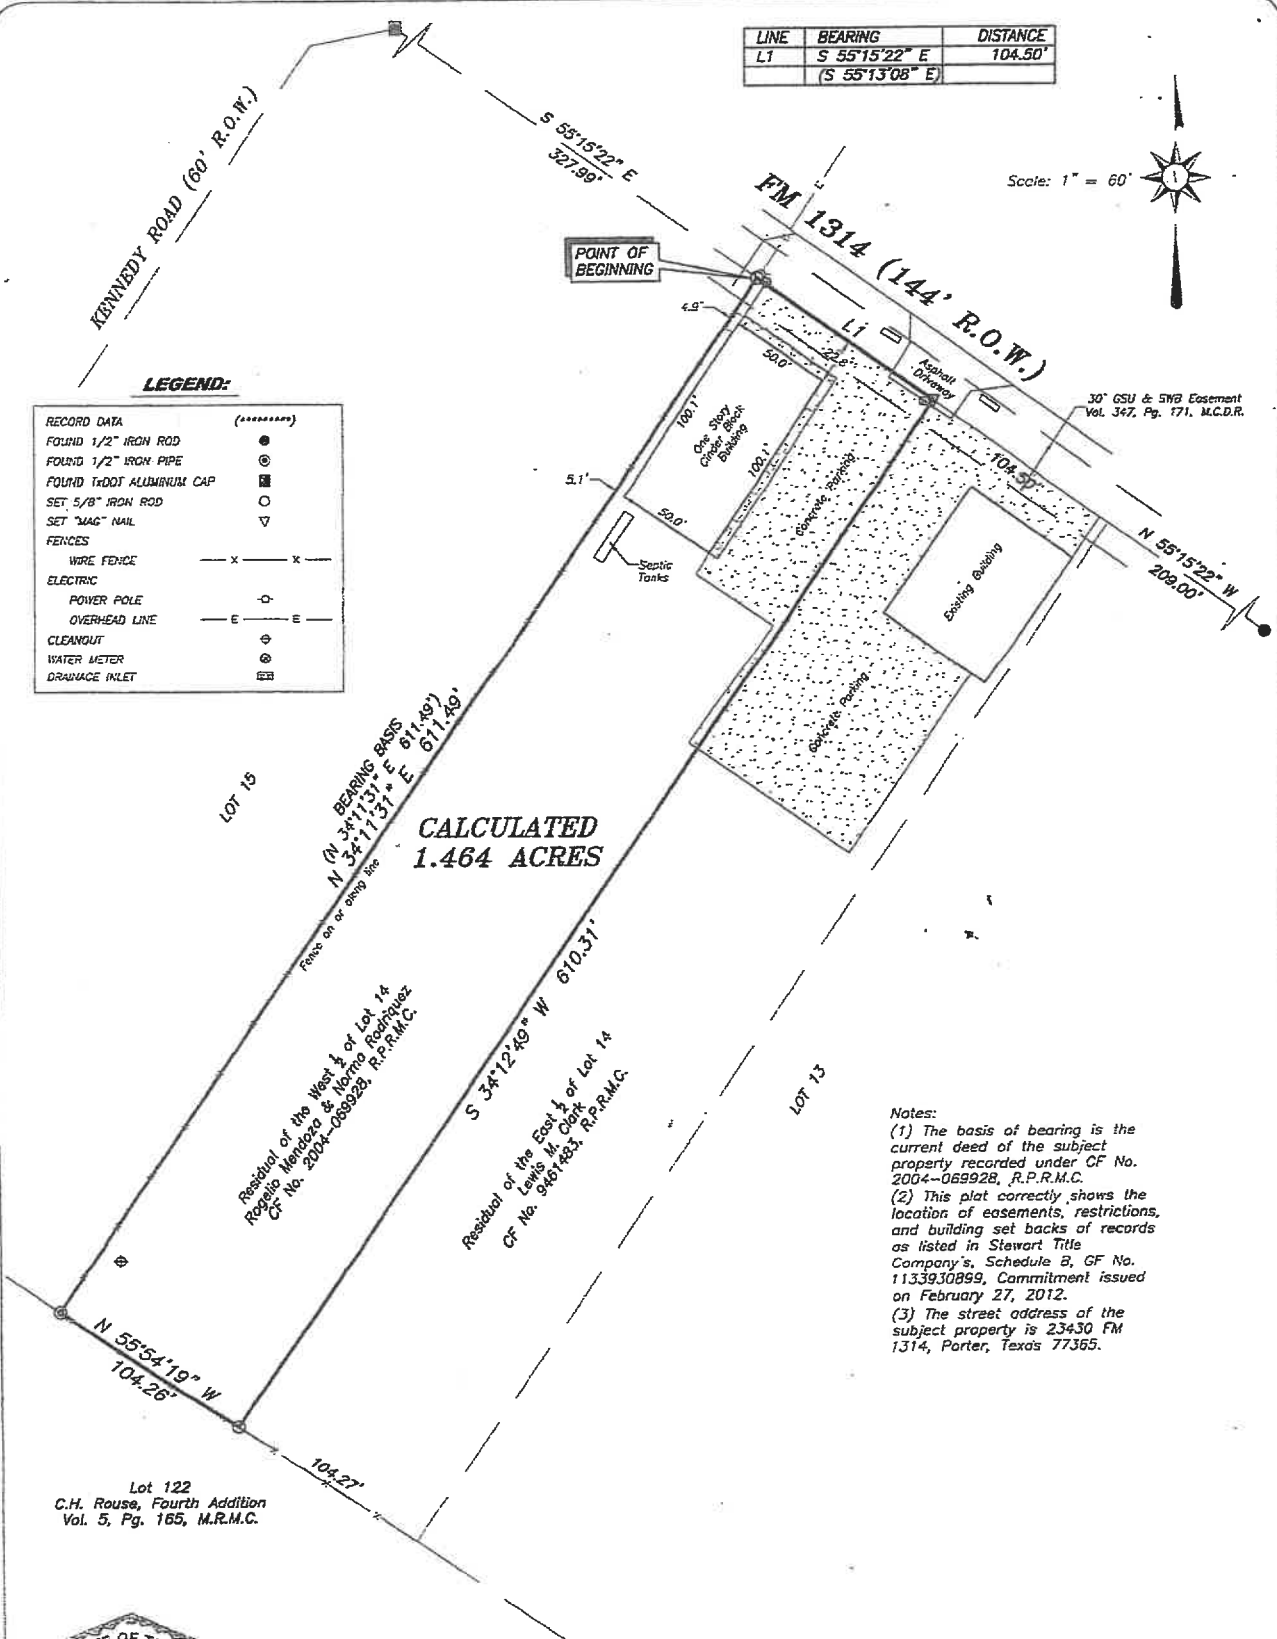 LINE BEARING DISTANCE
L1 S 55°15'22" E 104.50'
(S 55°13'08" E)
KENNEDY ROAD (60' R.O.W.)
S 55°15'22" E
327.99'
Scale: 1" = 60'
FM 1314 (144' R.O.W.)
POINT OF
BEGINNING
L1
4.9'
22.8'
50.0'
Asphalt
Driveway
30' GSU & SWB Easement
Vol. 347, Pg. 171, M.C.D.R.
LEGEND:
RECORD DATA (*********)
FOUND 1/2" IRON ROD
FOUND 1/2" IRON PIPE
FOUND TxDOT ALUMINUM CAP
SET 5/8" IRON ROD
SET "MAG" NAIL
FENCES
WIRE FENCE x x
ELECTRIC
POWER POLE
OVERHEAD LINE E E
CLEANOUT
WATER METER
DRAINAGE INLET
100.1'
One Story
Cinder Block
Building
100.1'
5.1'
50.0'
Septic
Tanks
Concrete Parking
104.50'
Existing Building
N 55°15'22" W
209.00'
Concrete Parking
BEARING BASIS
(N 34°11'31" E 611.49')
N 34°11'31" E 611.49'
Fence on or along line
LOT 15
CALCULATED
1.464 ACRES
S 34°12'49" W 610.31'
Residual of the West ½ of Lot 14
Rogelio Mendoza & Norma Rodriquez
CF No. 2004-069928, R.P.R.M.C.
Residual of the East ½ of Lot 14
Lewis M. Clark
CF No. 9461483, R.P.R.M.C.
LOT 13
Notes:
(1) The basis of bearing is the
current deed of the subject
property recorded under CF No.
2004-069928, R.P.R.M.C.
(2) This plat correctly shows the
location of easements, restrictions,
and building set backs of records
as listed in Stewart Title
Company's, Schedule B, GF No.
1133930899, Commitment issued
on February 27, 2012.
(3) The street address of the
subject property is 23430 FM
1314, Porter, Texas 77365.
N 55°54'19" W
104.26'
104.27'
Lot 122
C.H. Rouse, Fourth Addition
Vol. 5, Pg. 165, M.R.M.C.
OF